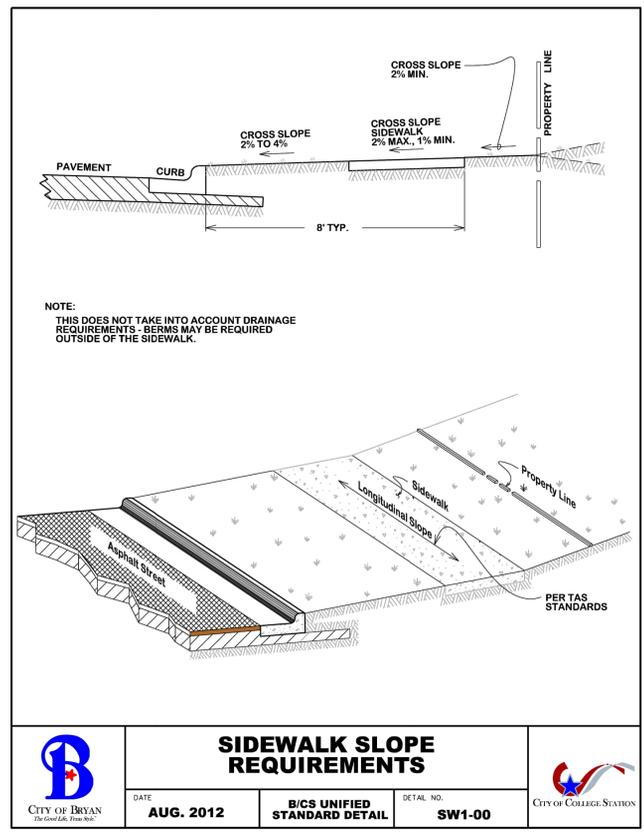 CROSS SLOPE
2% MIN.
PROPERTY LINE
CROSS SLOPE
2% TO 4%
CROSS SLOPE
SIDEWALK
2% MAX., 1% MIN.
PAVEMENT
CURB
8' TYP.
NOTE:
THIS DOES NOT TAKE INTO ACCOUNT DRAINAGE
REQUIREMENTS - BERMS MAY BE REQUIRED
OUTSIDE OF THE SIDEWALK.
Sidewalk
Property Line
Longitudinal Slope
Asphalt Street
PER TAS
STANDARDS
SIDEWALK SLOPE
REQUIREMENTS
B
CITY OF BRYAN
The Good Life, Texas Style.
DATE
AUG. 2012
B/CS UNIFIED
STANDARD DETAIL
DETAIL NO.
SW1-00
CITY OF COLLEGE STATION